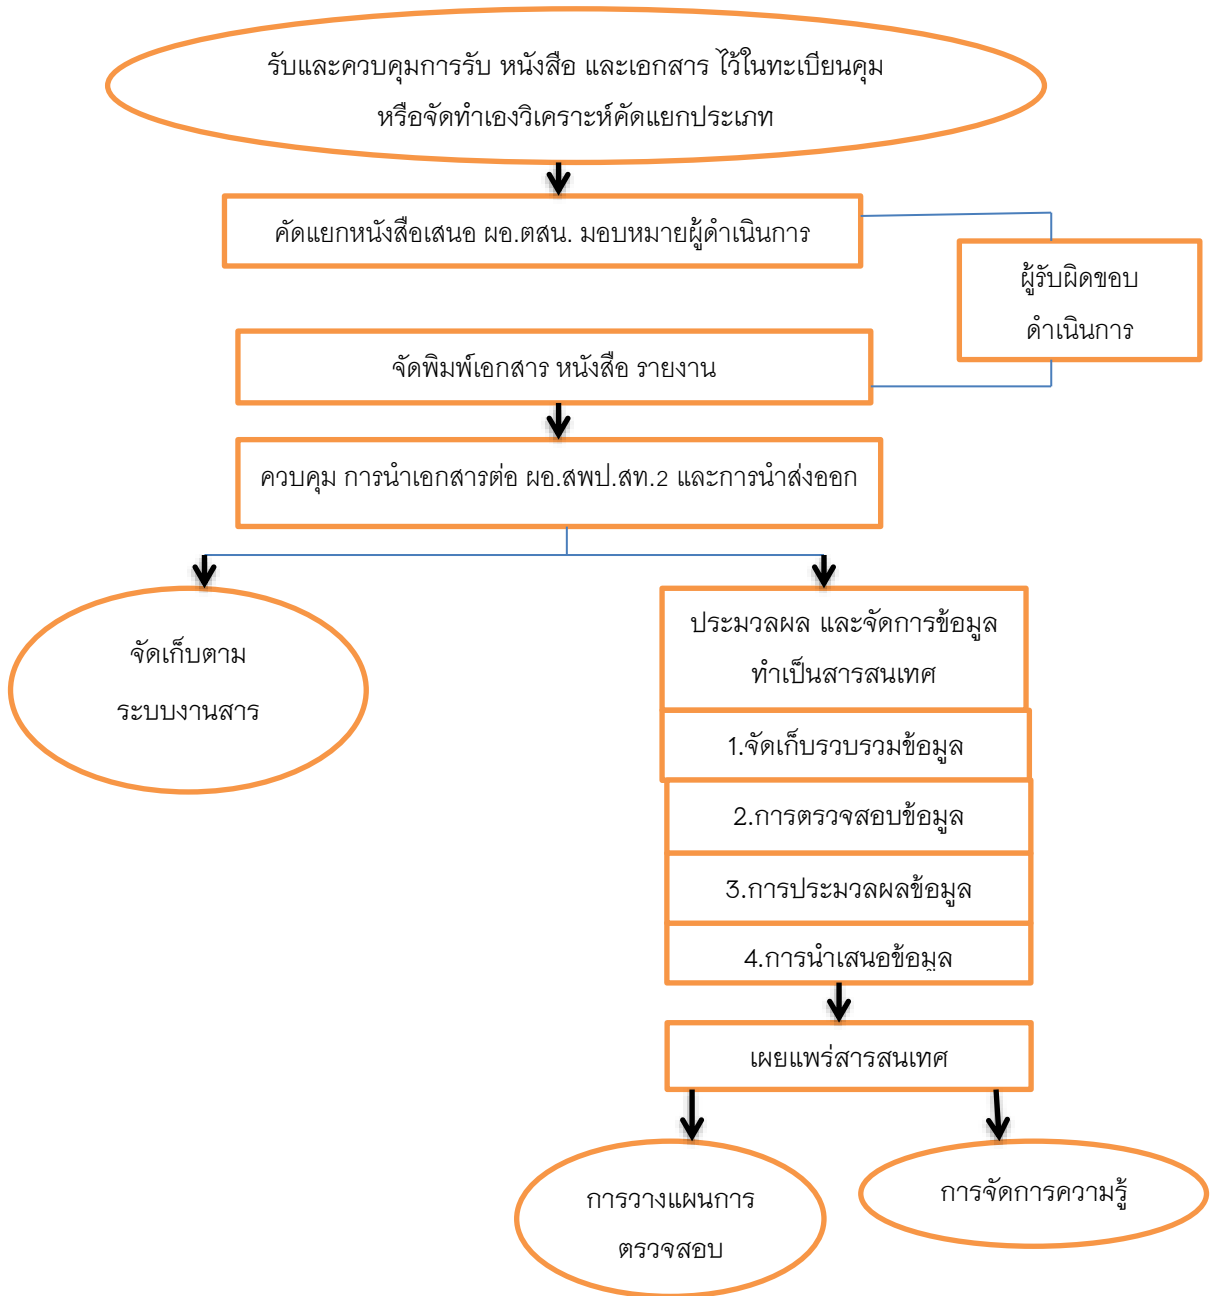 รับและควบคุมการรับ หนังสือ และเอกสาร ไว้ในทะเบียนคุม
หรือจัดทำเองวิเคราะห์คัดแยกประเภท
คัดแยกหนังสือเสนอ ผอ.ตสน. มอบหมายผู้ดำเนินการ
ผู้รับผิดขอบ
ดำเนินการ
จัดพิมพ์เอกสาร หนังสือ รายงาน
ควบคุม การนำเอกสารต่อ ผอ.สพป.สท.2 และการนำส่งออก
จัดเก็บตาม
ระบบงานสาร
ประมวลผล และจัดการข้อมูล
ทำเป็นสารสนเทศ
1.จัดเก็บรวบรวมข้อมูล
2.การตรวจสอบข้อมูล
3.การประมวลผลข้อมูล
4.การนำเสนอข้อมูล
เผยแพร่สารสนเทศ
การวางแผนการ
ตรวจสอบ
การจัดการความรู้